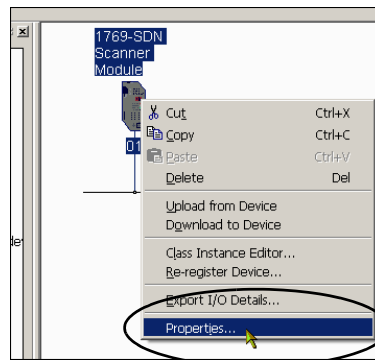 1769-SDN
Scanner
Module
01
Cut Ctrl+X
Copy Ctrl+C
Paste Ctrl+V
Delete Del
Upload from Device
Download to Device
Class Instance Editor...
Re-register Device...
Export I/O Details...
Properties...